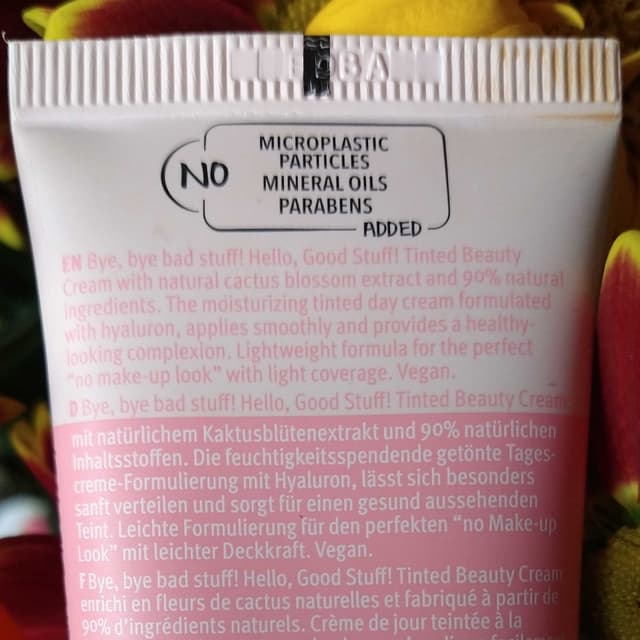 NO
MICROPLASTIC
PARTICLES
MINERAL OILS
PARABENS
ADDED
EN Bye, bye bad stuff! Hello, Good Stuff! Tinted Beauty
Cream with natural cactus blossom extract and 90% natural
ingredients. The moisturizing tinted day cream formulated
with hyaluron, applies smoothly and provides a healthy-
looking complexion. Lightweight formula for the perfect
"no make-up look" with light coverage. Vegan.
D Bye, bye bad stuff! Hello, Good Stuff! Tinted Beauty Cream
mit natürlichem Kaktusblütenextrakt und 90% natürlichen
Inhaltsstoffen. Die feuchtigkeitsspendende getönte Tages-
creme-Formulierung mit Hyaluron, lässt sich besonders
sanft verteilen und sorgt für einen gesund aussehenden
Teint. Leichte Formulierung für den perfekten "no Make-up
Look" mit leichter Deckkraft. Vegan.
F Bye, bye bad stuff! Hello, Good Stuff! Tinted Beauty Cream
enrichi en fleurs de cactus naturelles et fabriqué à partir de
90% d'ingrédients naturels. Crème de jour teintée à la